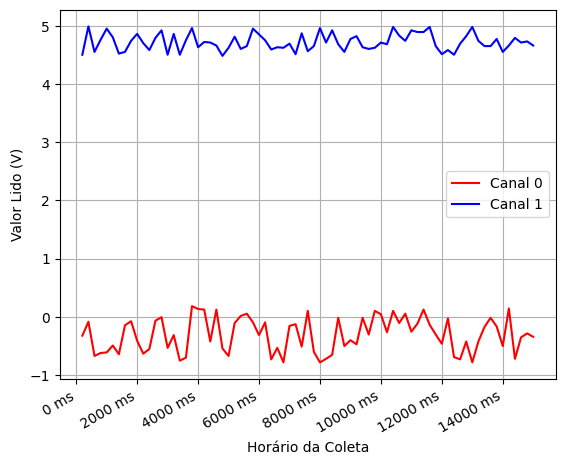 5
4
3
2
1
0
−1
Valor Lido (V)
Canal 0
Canal 1
0 ms
2000 ms
4000 ms
6000 ms
8000 ms
10000 ms
12000 ms
14000 ms
Horário da Coleta